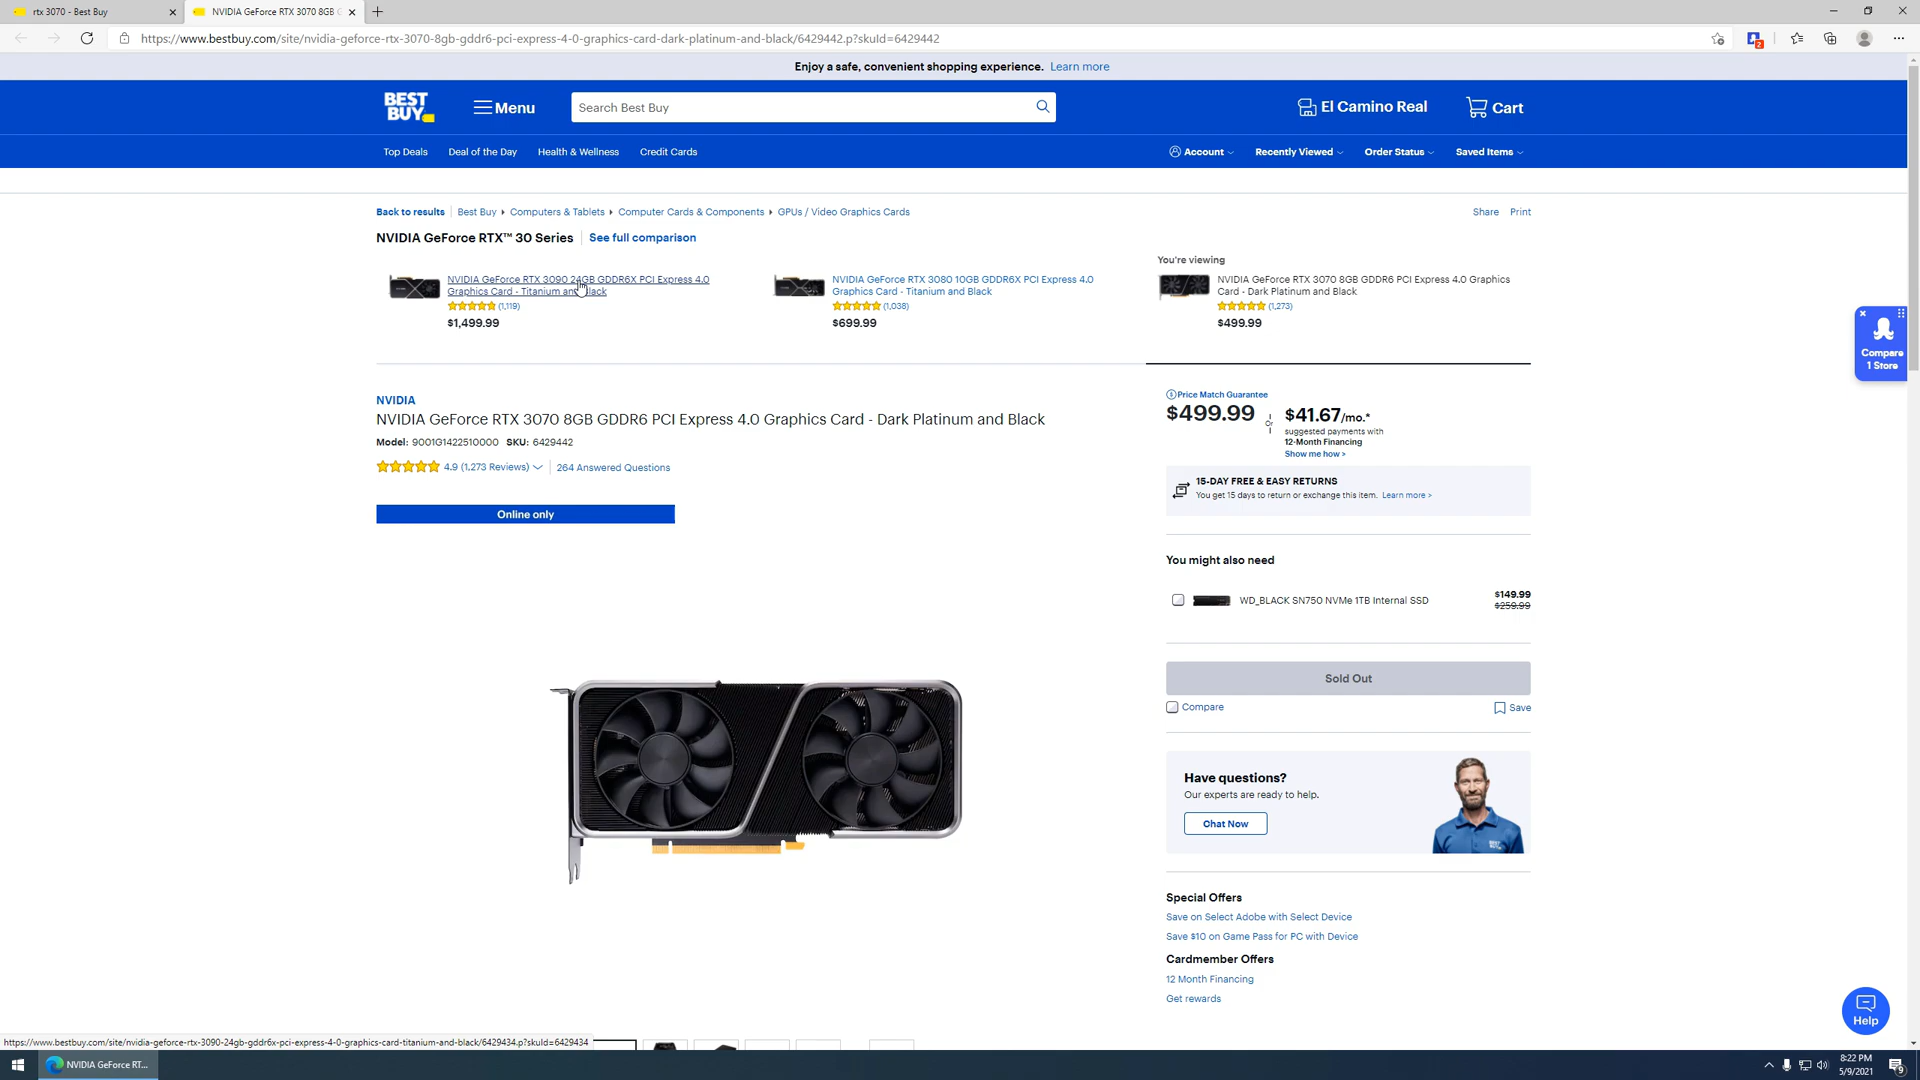 rtx 3070 - Best Buy
NVIDIA GeForce RTX 3070 8GB G
https://www.bestbuy.com/site/nvidia-geforce-rtx-3070-8gb-gddr6-pci-express-4-0-graphics-card-dark-platinum-and-black/6429442.p?skuId=6429442
2
Enjoy a safe, convenient shopping experience. Learn more
BEST BUY
Menu
Search Best Buy
El Camino Real
Cart
Top Deals
Deal of the Day
Health & Wellness
Credit Cards
Account
Recently Viewed
Order Status
Saved Items
Back to results
Best Buy
Computers & Tablets
Computer Cards & Components
GPUs / Video Graphics Cards
Share
Print
NVIDIA GeForce RTX™ 30 Series
See full comparison
NVIDIA GeForce RTX 3090 24GB GDDR6X PCI Express 4.0
Graphics Card - Titanium and Black
(1,119)
$1,499.99
NVIDIA GeForce RTX 3080 10GB GDDR6X PCI Express 4.0
Graphics Card - Titanium and Black
(1,038)
$699.99
You're viewing
NVIDIA GeForce RTX 3070 8GB GDDR6 PCI Express 4.0 Graphics
Card - Dark Platinum and Black
(1,273)
$499.99
Compare
1 Store
NVIDIA
NVIDIA GeForce RTX 3070 8GB GDDR6 PCI Express 4.0 Graphics Card - Dark Platinum and Black
Model: 9001G1422510000 SKU: 6429442
4.9 (1,273 Reviews)
264 Answered Questions
Online only
Price Match Guarantee
$499.99
Or
$41.67/mo.*
suggested payments with
12-Month Financing
Show me how >
15-DAY FREE & EASY RETURNS
You get 15 days to return or exchange this item. Learn more >
You might also need
WD_BLACK SN750 NVMe 1TB Internal SSD
$149.99
$259.99
Sold Out
Compare
Save
Have questions?
Our experts are ready to help.
Chat Now
Special Offers
Save on Select Adobe with Select Device
Save $10 on Game Pass for PC with Device
Cardmember Offers
12 Month Financing
Get rewards
Help
https://www.bestbuy.com/site/nvidia-geforce-rtx-3090-24gb-gddr6x-pci-express-4-0-graphics-card-titanium-and-black/6429434.p?skuId=6429434
NVIDIA GeForce RT...
8:22 PM
5/9/2021
9